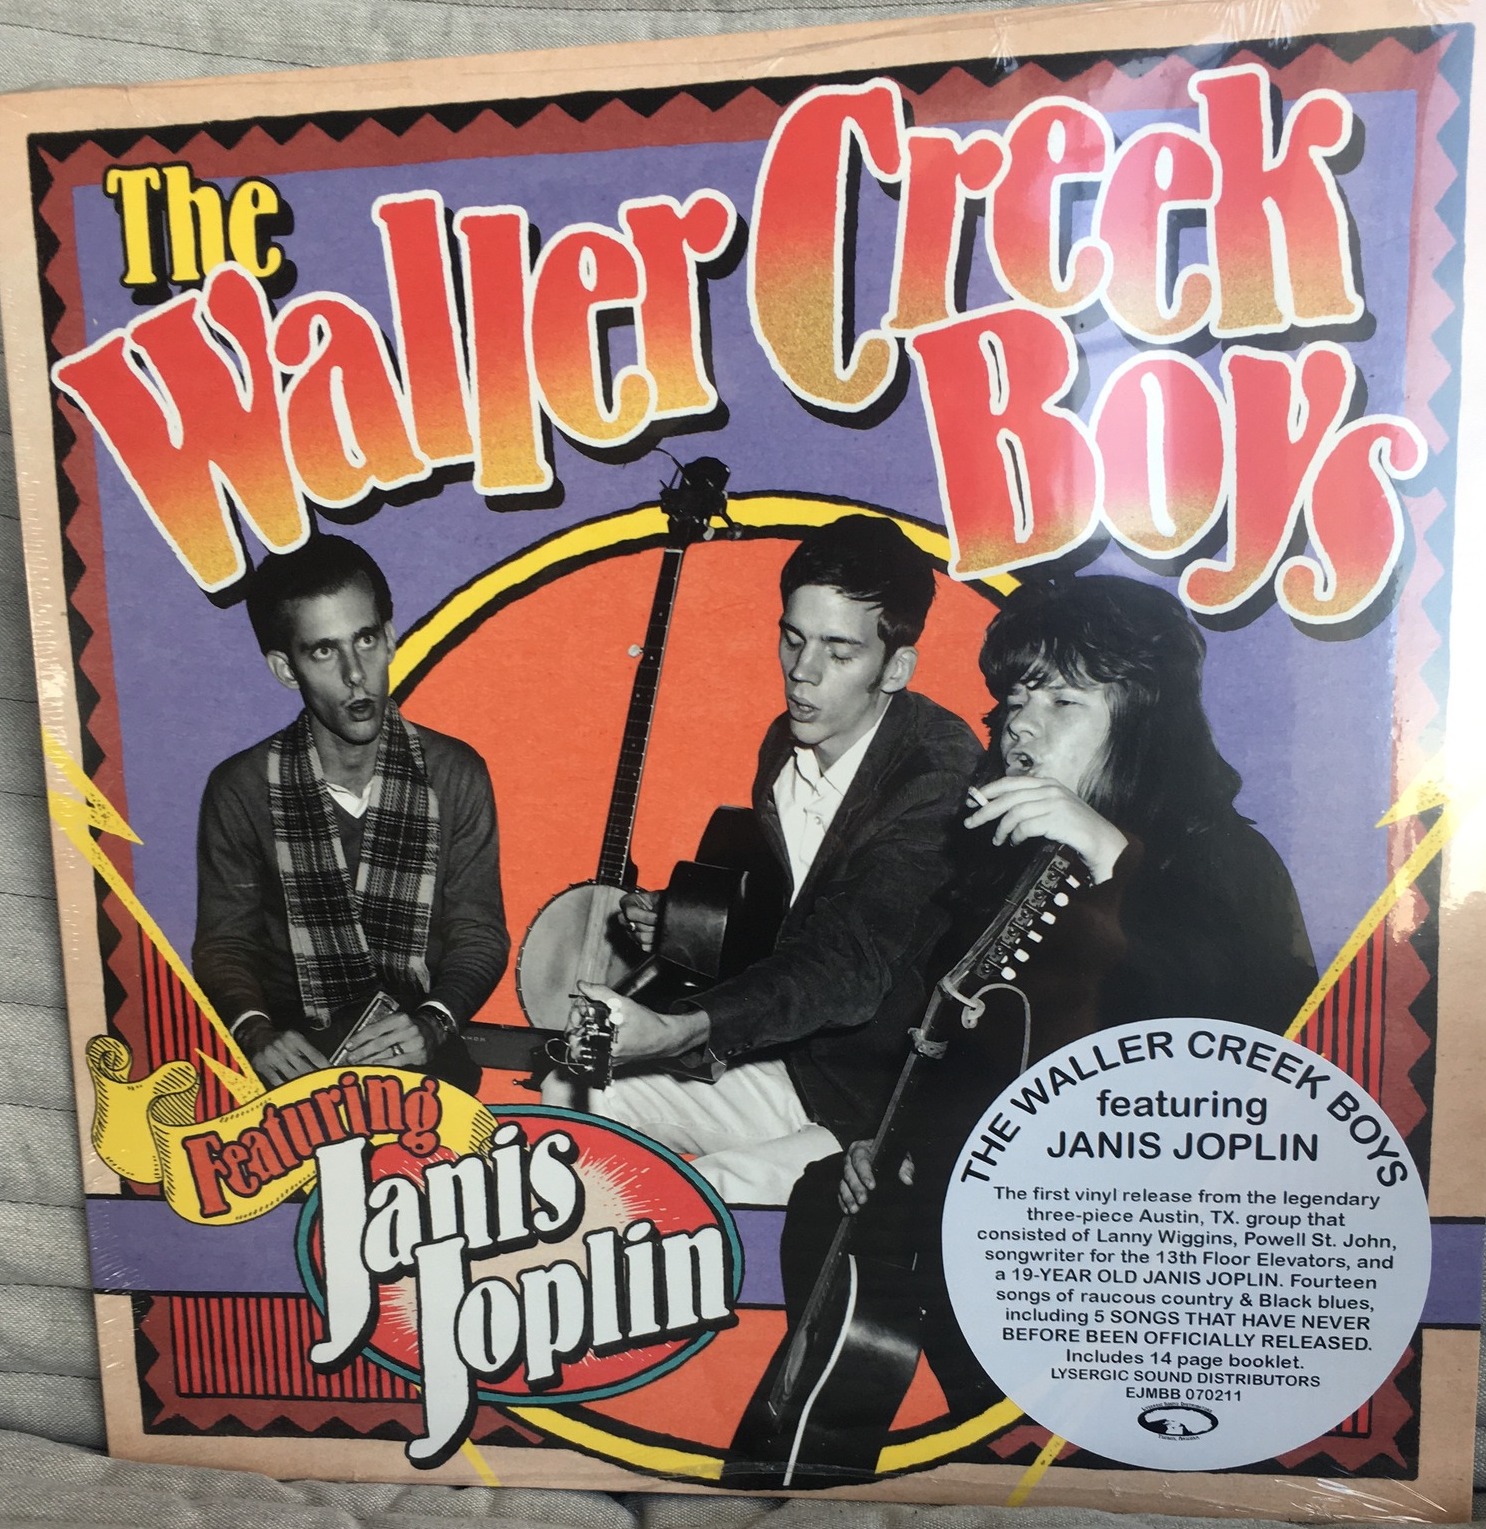 The
Waller Creek
Boys
Featuring
Janis
Joplin
THE WALLER CREEK BOYS
featuring
JANIS JOPLIN
The first vinyl release from the legendary
three-piece Austin, TX. group that
consisted of Lanny Wiggins, Powell St. John,
songwriter for the 13th Floor Elevators, and
a 19-YEAR OLD JANIS JOPLIN. Fourteen
songs of raucous country & Black blues,
including 5 SONGS THAT HAVE NEVER
BEFORE BEEN OFFICIALLY RELEASED.
Includes 14 page booklet.
LYSERGIC SOUND DISTRIBUTORS
EJMBB 070211